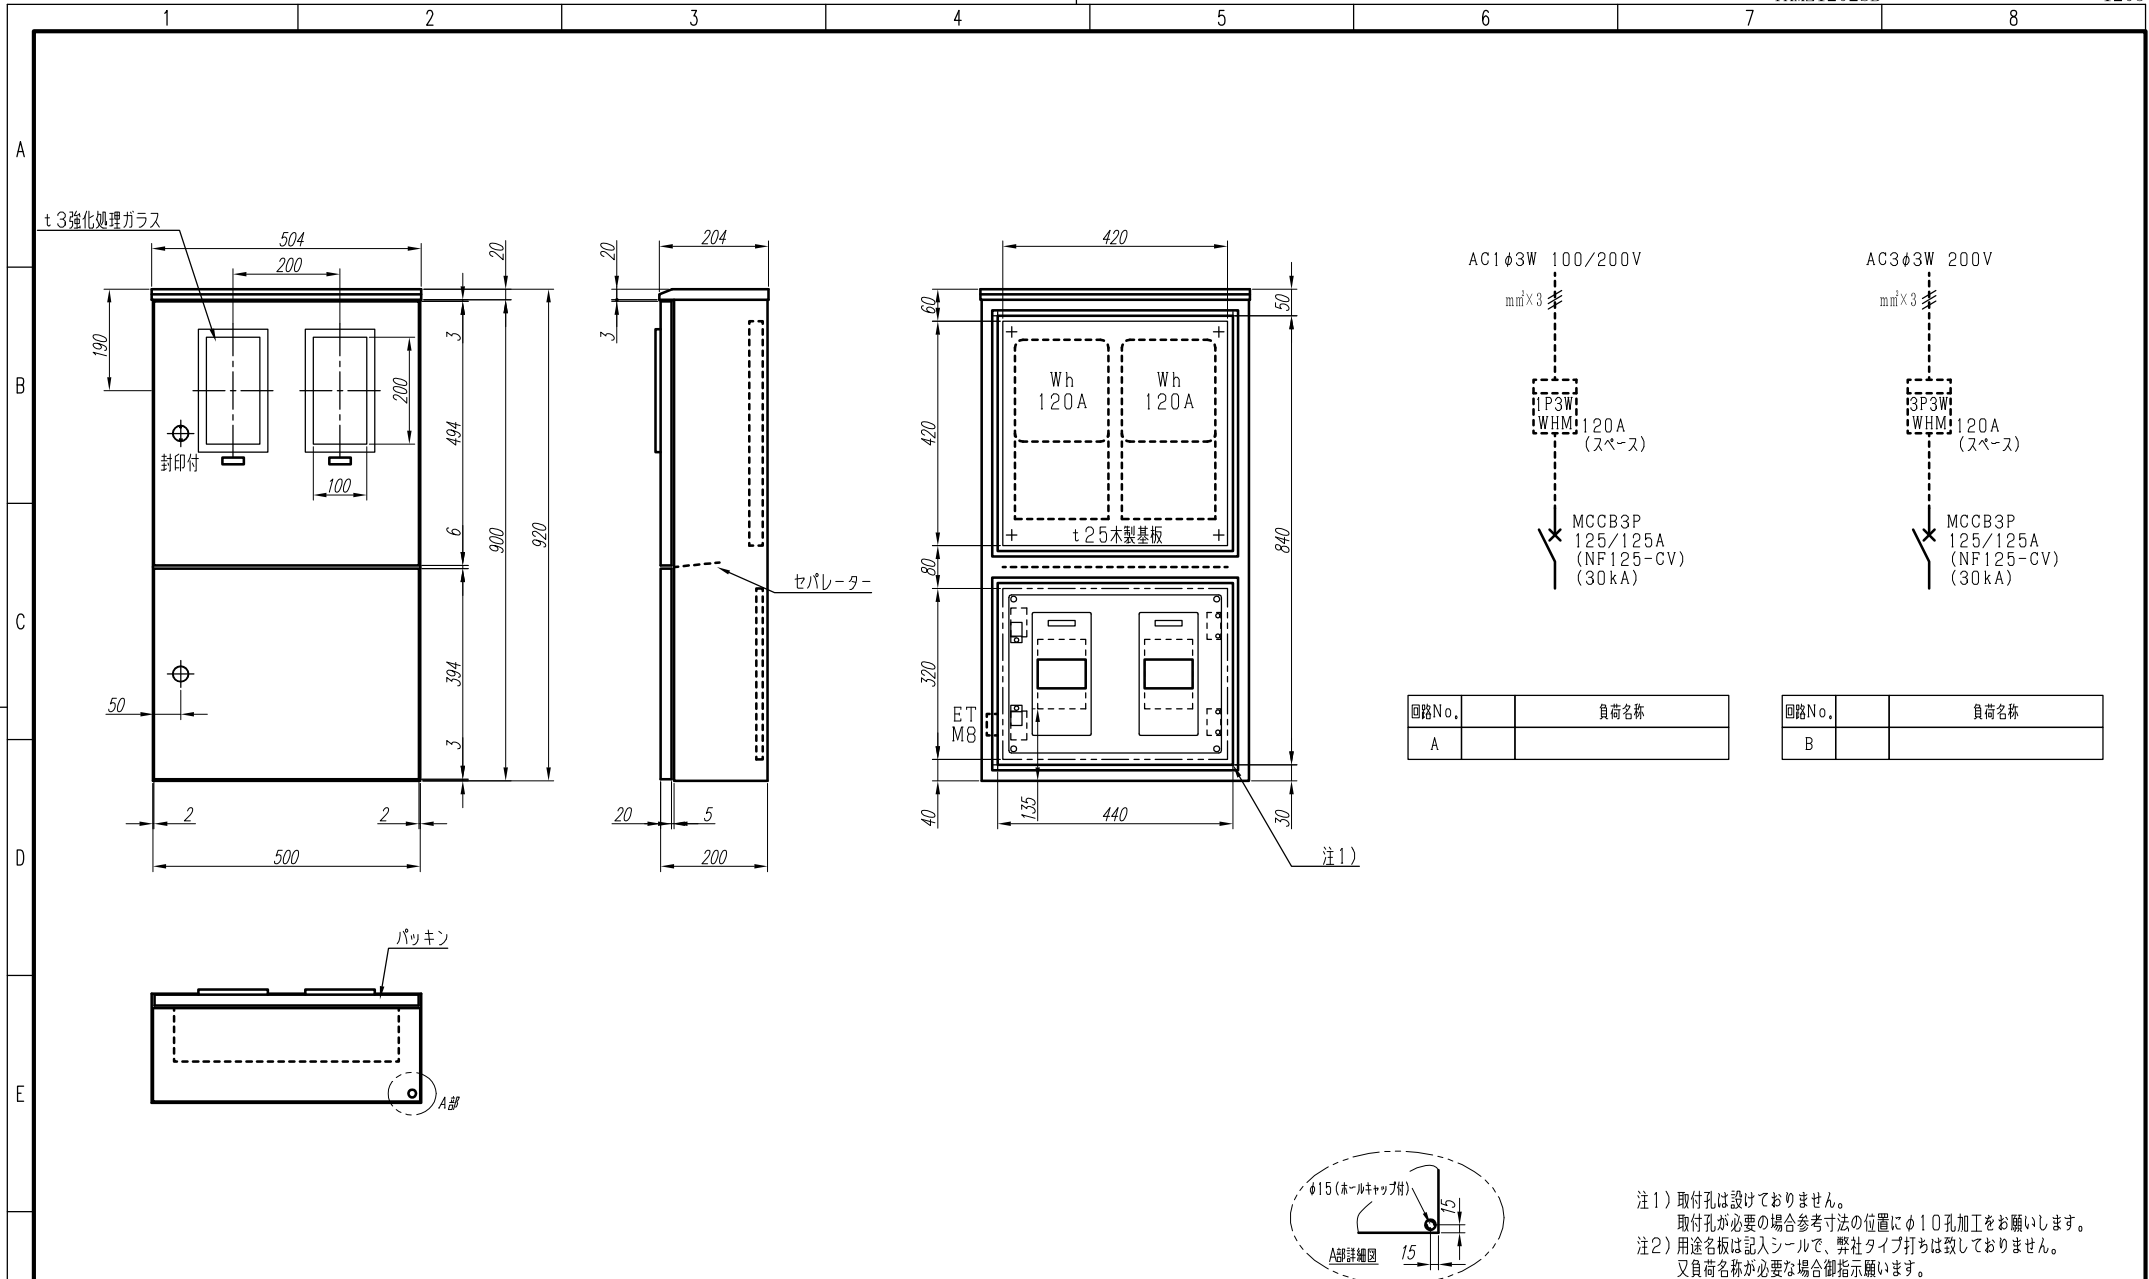 1 2 3 4 5 6 7 8
A
B
C
D
E
t3強化処理ガラス
504
200
20
190
3
200
494
封印付
100
6
900
920
394
50
3
2
2
500
204
20
3
セパレーター
20
5
200
420
60
50
Wh
120A
Wh
120A
420
t25木製基板
840
80
320
ET
M8
40
135
440
30
注1)
AC1φ3W 100/200V
mm²×3
1P3W
WHM
120A
(スペース)
MCCB3P
125/125A
(NF125-CV)
(30kA)
AC3φ3W 200V
mm²×3
3P3W
WHM
120A
(スペース)
MCCB3P
125/125A
(NF125-CV)
(30kA)
回路No. 負荷名称
A
回路No. 負荷名称
B
パッキン
A部
φ15(ホールキャップ付)
15
15
A部詳細図
注1) 取付孔は設けておりません。
取付孔が必要の場合参考寸法の位置にφ10孔加工をお願いします。
注2) 用途名板は記入シールで、弊社タイプ打ちは致しておりません。
又負荷名称が必要な場合御指示願います。